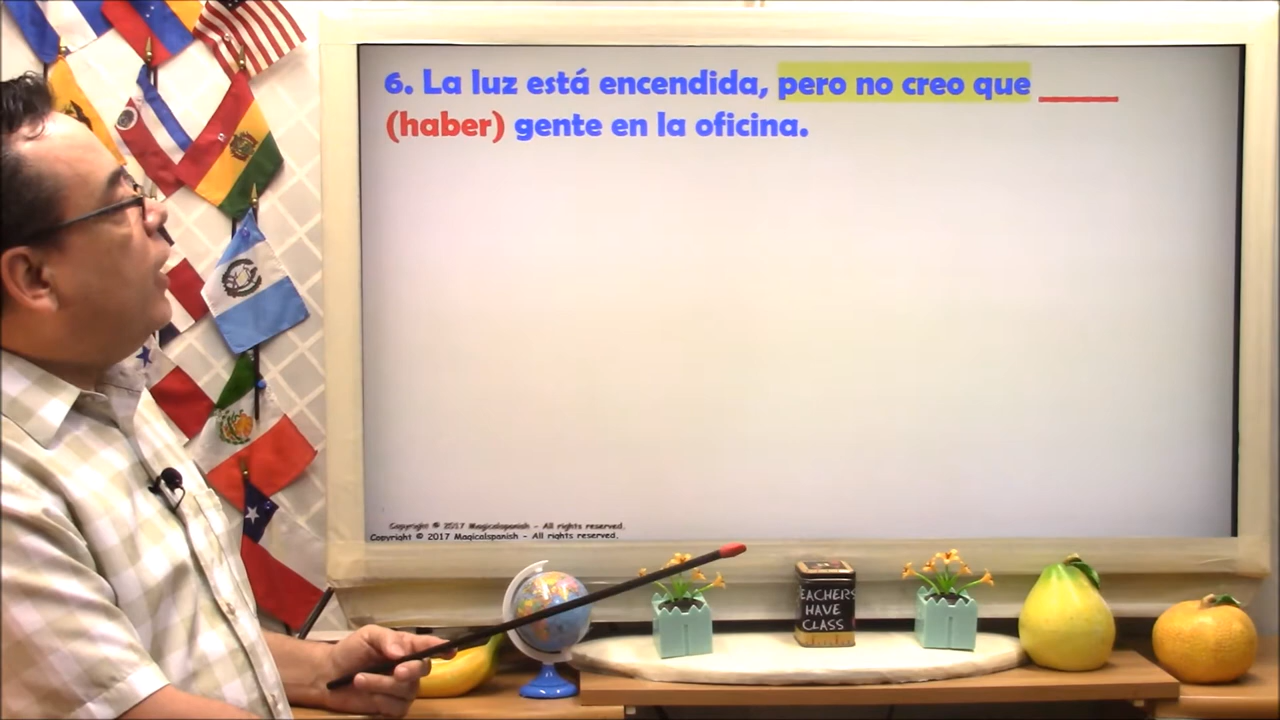 6. La luz está encendida, pero no creo que _____
(haber) gente en la oficina.
Copyright © 2017 Magicalspanish - All rights reserved.
Copyright © 2017 Magicalspanish - All rights reserved.
EACHERS
HAVE
CLASS